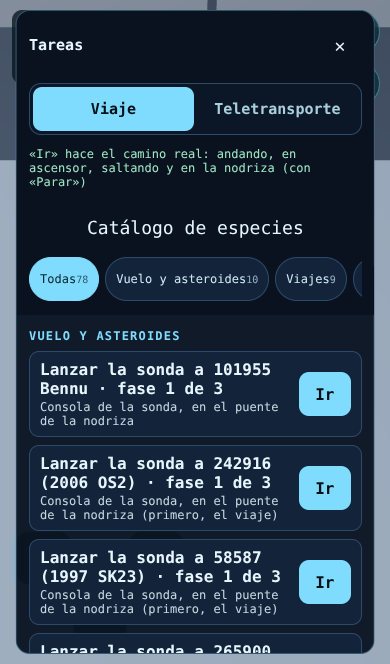 Tareas ×
Viaje Teletransporte
«Ir» hace el camino real: andando, en
ascensor, saltando y en la nodriza (con
«Parar»)
Catálogo de especies
Todas78 Vuelo y asteroides10 Viajes9
VUELO Y ASTEROIDES
Lanzar la sonda a 101955
Bennu · fase 1 de 3
Consola de la sonda, en el puente
de la nodriza
Ir
Lanzar la sonda a 242916
(2006 OS2) · fase 1 de 3
Consola de la sonda, en el puente
de la nodriza (primero, el viaje)
Ir
Lanzar la sonda a 58587
(1997 SK23) · fase 1 de 3
Consola de la sonda, en el puente
de la nodriza (primero, el viaje)
Ir
Lanzar la sonda a 265900